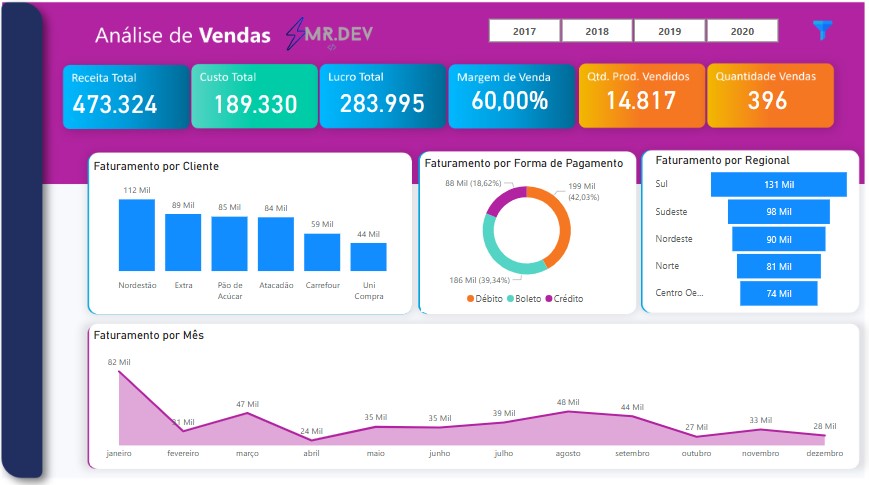 Análise de Vendas
MR.DEV
2017 2018 2019 2020
Receita Total
473.324
Custo Total
189.330
Lucro Total
283.995
Margem de Venda
60,00%
Qtd. Prod. Vendidos
14.817
Quantidade Vendas
396
Faturamento por Cliente
112 Mil
89 Mil
85 Mil
84 Mil
59 Mil
44 Mil
Nordestão
Extra
Pão de
Açúcar
Atacadão
Carrefour
Uni
Compra
Faturamento por Forma de Pagamento
88 Mil (18,62%)
199 Mil
(42,03%)
186 Mil (39,34%)
Débito Boleto Crédito
Faturamento por Regional
Sul 131 Mil
Sudeste 98 Mil
Nordeste 90 Mil
Norte 81 Mil
Centro Oe... 74 Mil
Faturamento por Mês
82 Mil
31 Mil
47 Mil
24 Mil
35 Mil
35 Mil
39 Mil
48 Mil
44 Mil
27 Mil
33 Mil
28 Mil
janeiro fevereiro março abril maio junho julho agosto setembro outubro novembro dezembro